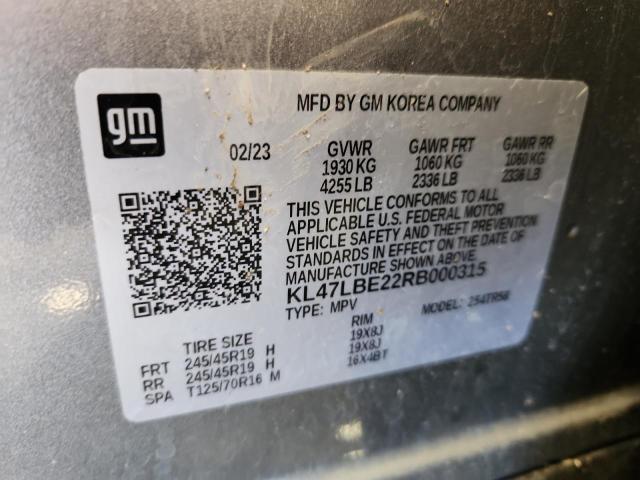 gm
MFD BY GM KOREA COMPANY
02/23
GVWR GAWR FRT GAWR RR
1930 KG 1060 KG 1060 KG
4255 LB 2336 LB 2336 LB
THIS VEHICLE CONFORMS TO ALL
APPLICABLE U.S. FEDERAL MOTOR
VEHICLE SAFETY AND THEFT PREVENTION
STANDARDS IN EFFECT ON THE DATE OF
MANUFACTURE SHOWN ABOVE.
KL47LBE22RB000315
TYPE: MPV MODEL: 254TR58
TIRE SIZE RIM
FRT 245/45R19 H 19X8J
RR 245/45R19 H 19X8J
SPA T125/70R16 M 16X4BT